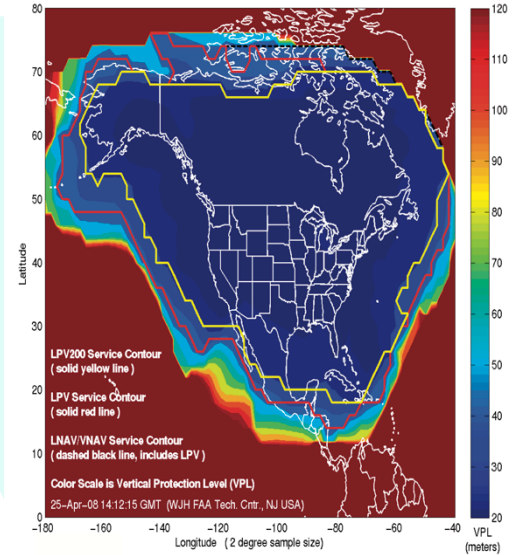 80
70
60
50
40
30
20
10
0
Latitude
LPV200 Service Contour
( solid yellow line )
LPV Service Contour
( solid red line )
LNAV/VNAV Service Contour
( dashed black line, includes LPV )
Color Scale is Vertical Protection Level (VPL)
25-Apr-08 14:12:15 GMT (WJH FAA Tech. Cntr., NJ USA)
-180 -160 -140 -120 -100 -80 -60 -40
Longitude ( 2 degree sample size)
120
110
100
90
80
70
60
50
40
30
20
VPL
(meters)